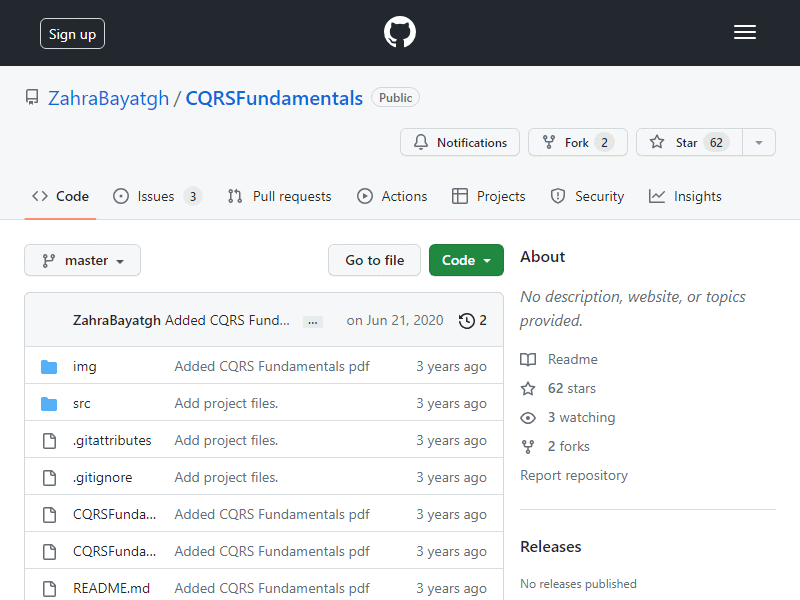 Sign up
ZahraBayatgh / CQRSFundamentals Public
Notifications Fork 2 Star 62
Code Issues 3 Pull requests Actions Projects Security Insights
master Go to file Code
ZahraBayatgh Added CQRS Fund... ... on Jun 21, 2020 2
img Added CQRS Fundamentals pdf 3 years ago
src Add project files. 3 years ago
.gitattributes Add project files. 3 years ago
.gitignore Add project files. 3 years ago
CQRSFunda... Added CQRS Fundamentals pdf 3 years ago
CQRSFunda... Added CQRS Fundamentals pdf 3 years ago
README.md Added CQRS Fundamentals pdf 3 years ago
About
No description, website, or topics
provided.
Readme
62 stars
3 watching
2 forks
Report repository
Releases
No releases published